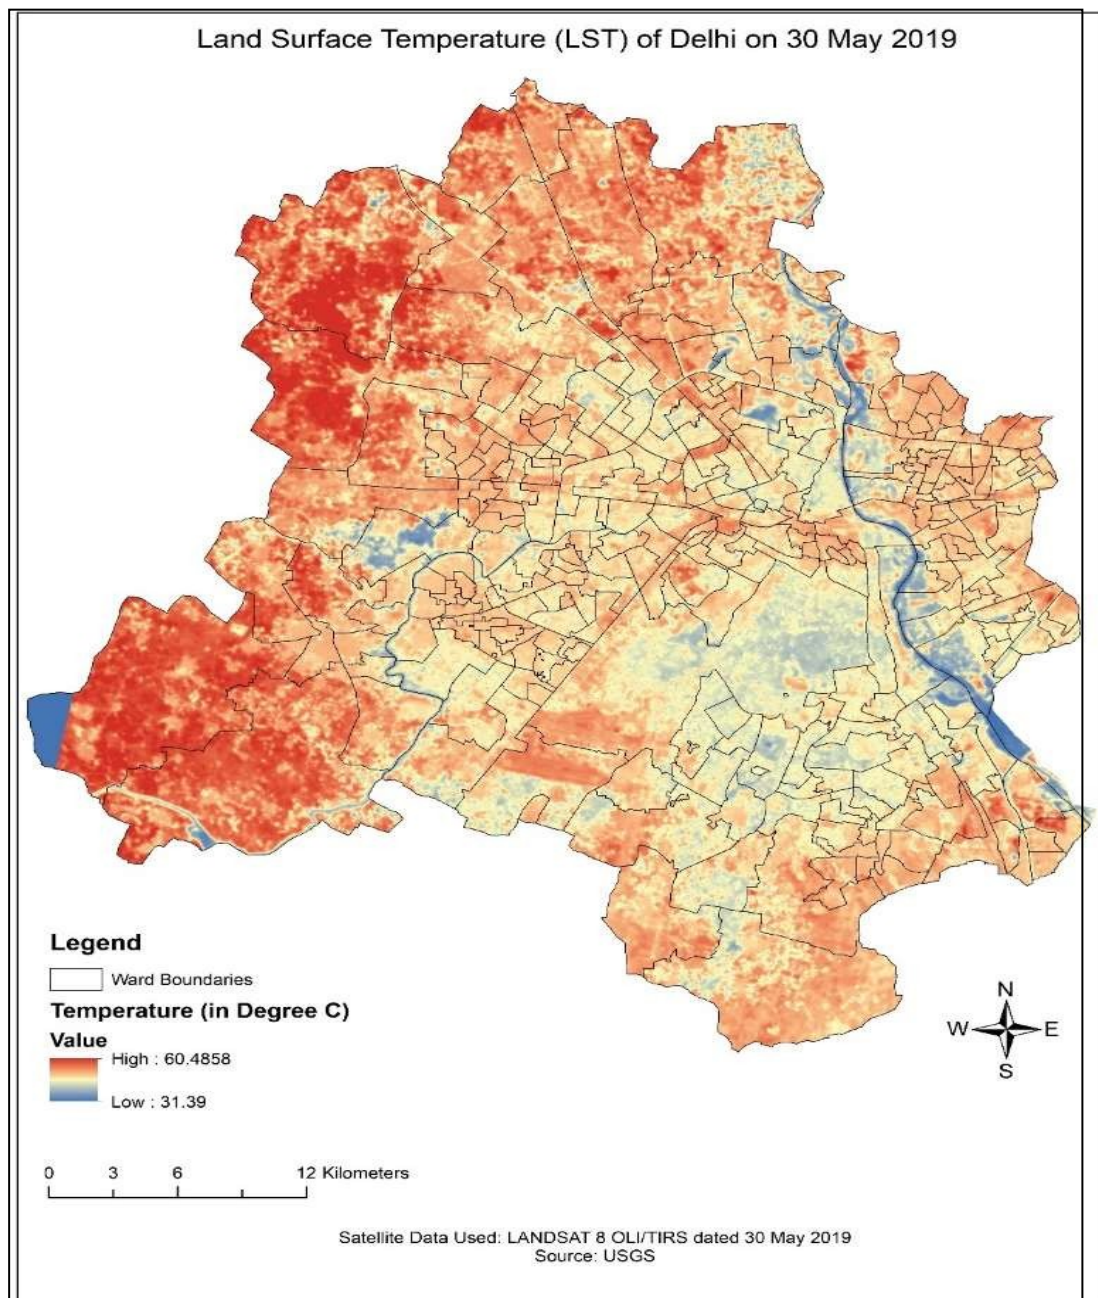 Land Surface Temperature (LST) of Delhi on 30 May 2019
Legend
Ward Boundaries
Temperature (in Degree C)
Value
High : 60.4858
Low : 31.39
N
W E
S
0 3 6 12 Kilometers
Satellite Data Used: LANDSAT 8 OLI/TIRS dated 30 May 2019
Source: USGS